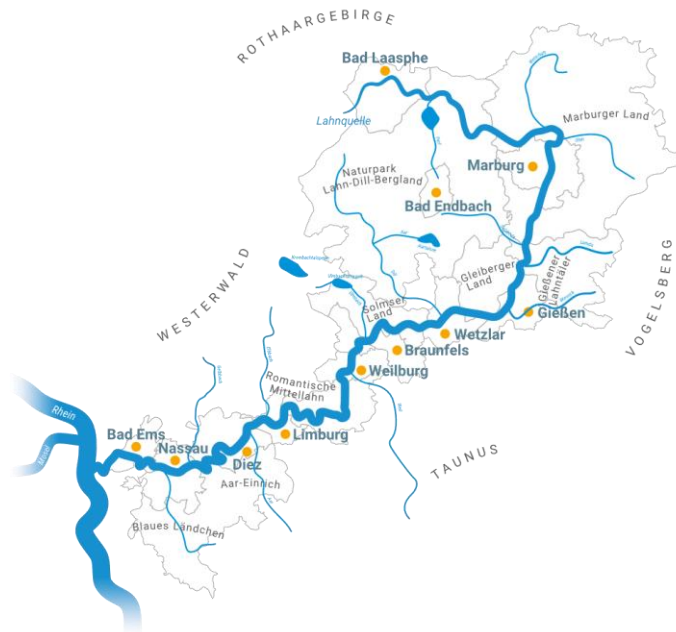 ROTHAARGEBIRGE
Bad Laasphe
Lahnquelle
Marburger Land
Marburg
Naturpark
Lahn-Dill-Bergland
Bad Endbach
WESTERWALD
VOGELSBERG
Gleiberger
Land
Gießener
Lahntäler
Solmser
Land
Gießen
Wetzlar
Braunfels
Weilburg
Romantische
Mittellahn
Rhein
Mosel
Bad Ems
Nassau
Limburg
Diez
TAUNUS
Aar-Einrich
Blaues Ländchen